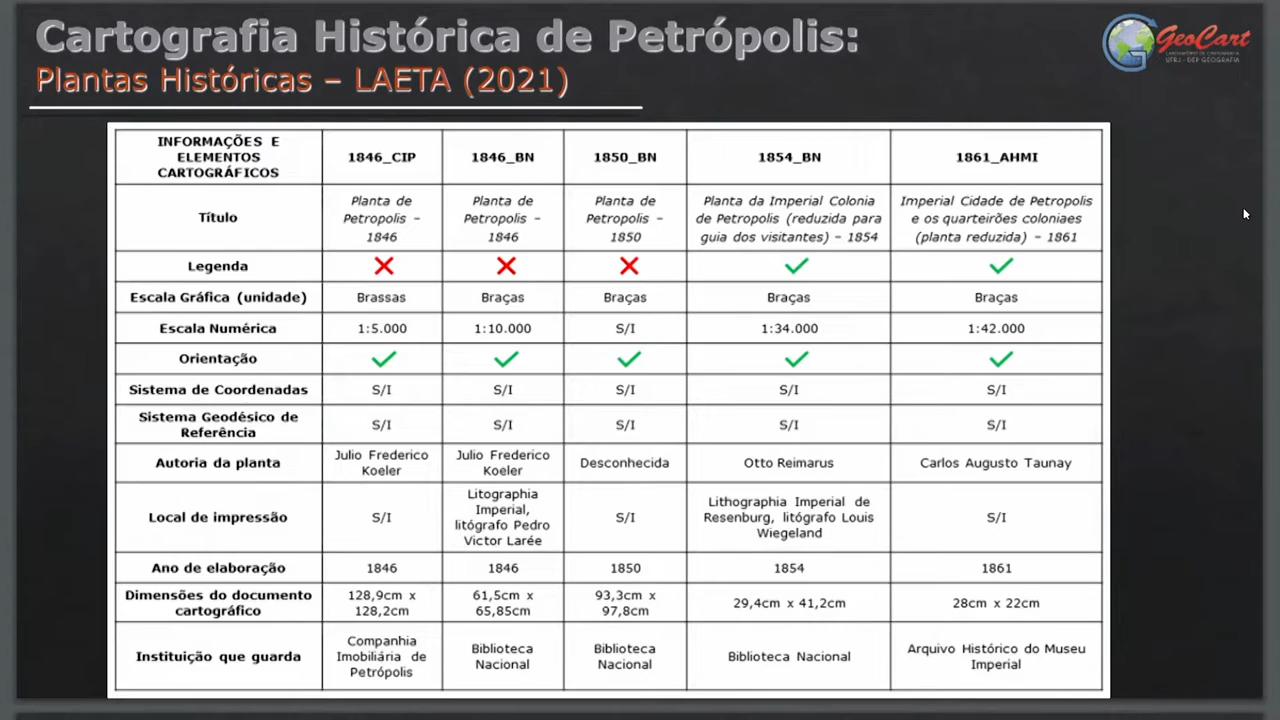 Cartografia Histórica de Petrópolis:
Plantas Históricas – LAETA (2021)
GeoCart
LABORATÓRIO DE CARTOGRAFIA
UFRJ - DEP GEOGRAFIA
INFORMAÇÕES E
ELEMENTOS
CARTOGRÁFICOS
1846_CIP
1846_BN
1850_BN
1854_BN
1861_AHMI
Título
Planta de
Petropolis –
1846
Planta de
Petropolis –
1846
Planta de
Petropolis –
1850
Planta da Imperial Colonia
de Petropolis (reduzida para
guia dos visitantes) – 1854
Imperial Cidade de Petropolis
e os quarteirões coloniaes
(planta reduzida) – 1861
Legenda
Escala Gráfica (unidade)
Brassas
Braças
Braças
Braças
Braças
Escala Numérica
1:5.000
1:10.000
S/I
1:34.000
1:42.000
Orientação
Sistema de Coordenadas
S/I
S/I
S/I
S/I
S/I
Sistema Geodésico de
Referência
S/I
S/I
S/I
S/I
S/I
Autoria da planta
Julio Frederico
Koeler
Julio Frederico
Koeler
Desconhecida
Otto Reimarus
Carlos Augusto Taunay
Local de impressão
S/I
Litographia
Imperial,
litógrafo Pedro
Victor Larée
S/I
Lithographia Imperial de
Resenburg, litógrafo Louis
Wiegeland
S/I
Ano de elaboração
1846
1846
1850
1854
1861
Dimensões do documento
cartográfico
128,9cm x
128,2cm
61,5cm x
65,85cm
93,3cm x
97,8cm
29,4cm x 41,2cm
28cm x 22cm
Instituição que guarda
Companhia
Imobiliária de
Petrópolis
Biblioteca
Nacional
Biblioteca
Nacional
Biblioteca Nacional
Arquivo Histórico do Museu
Imperial